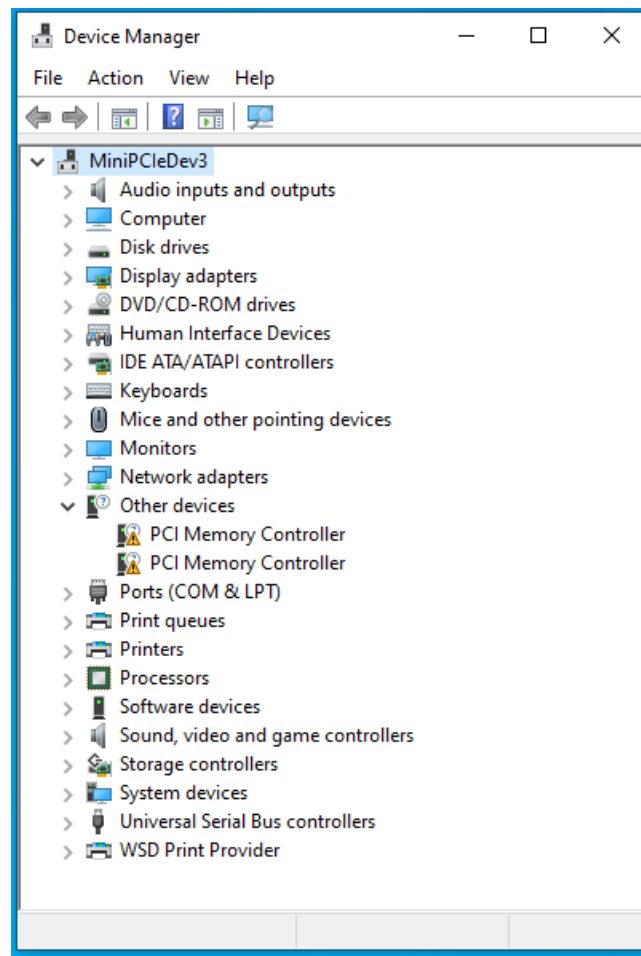 Device Manager
File Action View Help
MiniPCIeDev3
Audio inputs and outputs
Computer
Disk drives
Display adapters
DVD/CD-ROM drives
Human Interface Devices
IDE ATA/ATAPI controllers
Keyboards
Mice and other pointing devices
Monitors
Network adapters
Other devices
PCI Memory Controller
PCI Memory Controller
Ports (COM & LPT)
Print queues
Printers
Processors
Software devices
Sound, video and game controllers
Storage controllers
System devices
Universal Serial Bus controllers
WSD Print Provider